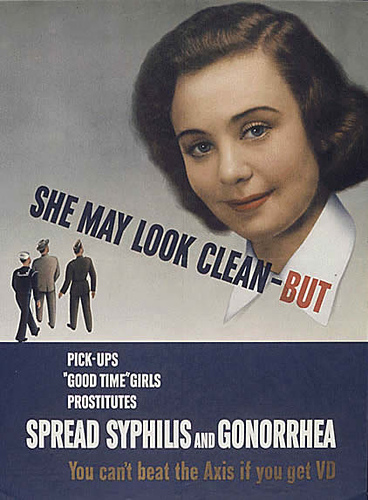 SHE MAY LOOK CLEAN-BUT
PICK-UPS
"GOOD TIME" GIRLS
PROSTITUTES
SPREAD SYPHILIS AND GONORRHEA
You can't beat the Axis if you get VD